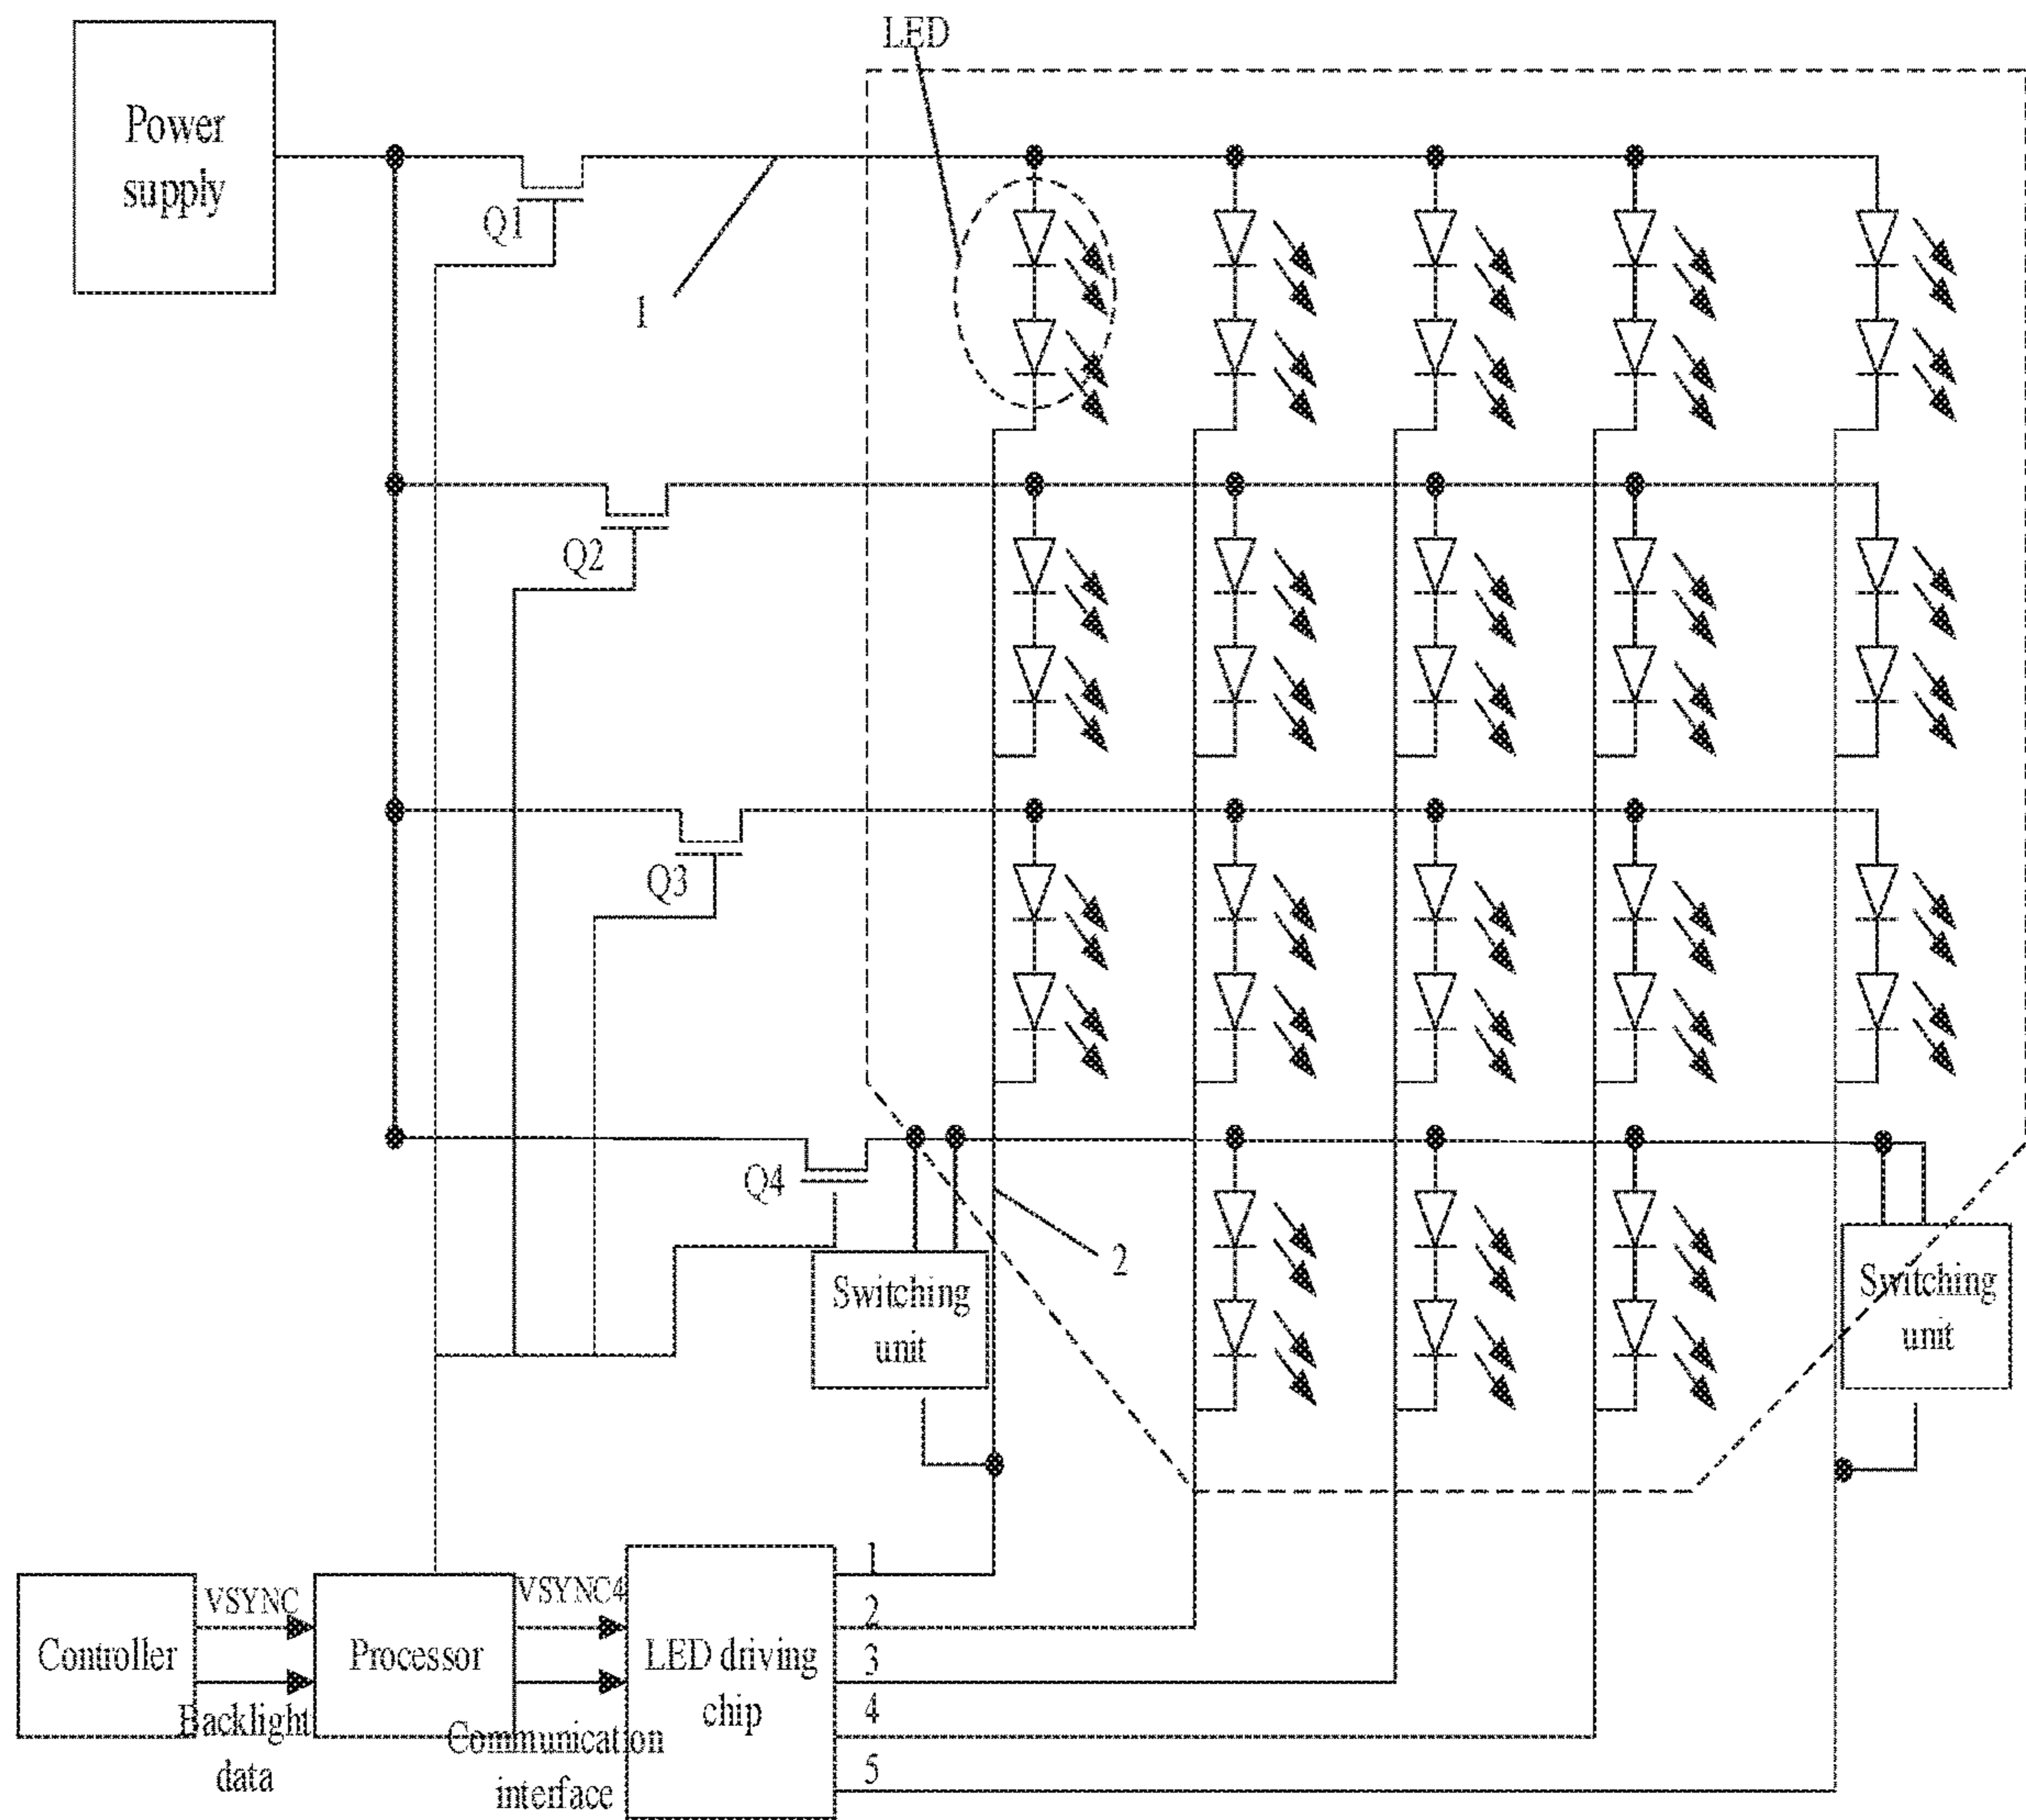 LED
Power
supply
Q1
1
Q2
Q3
Q4
2
Switching
unit
Switching
unit
1
VSYNC
VSYNC4
2
Controller
Processor
LED driving
chip
3
4
Backlight
data
Communication
interface
5